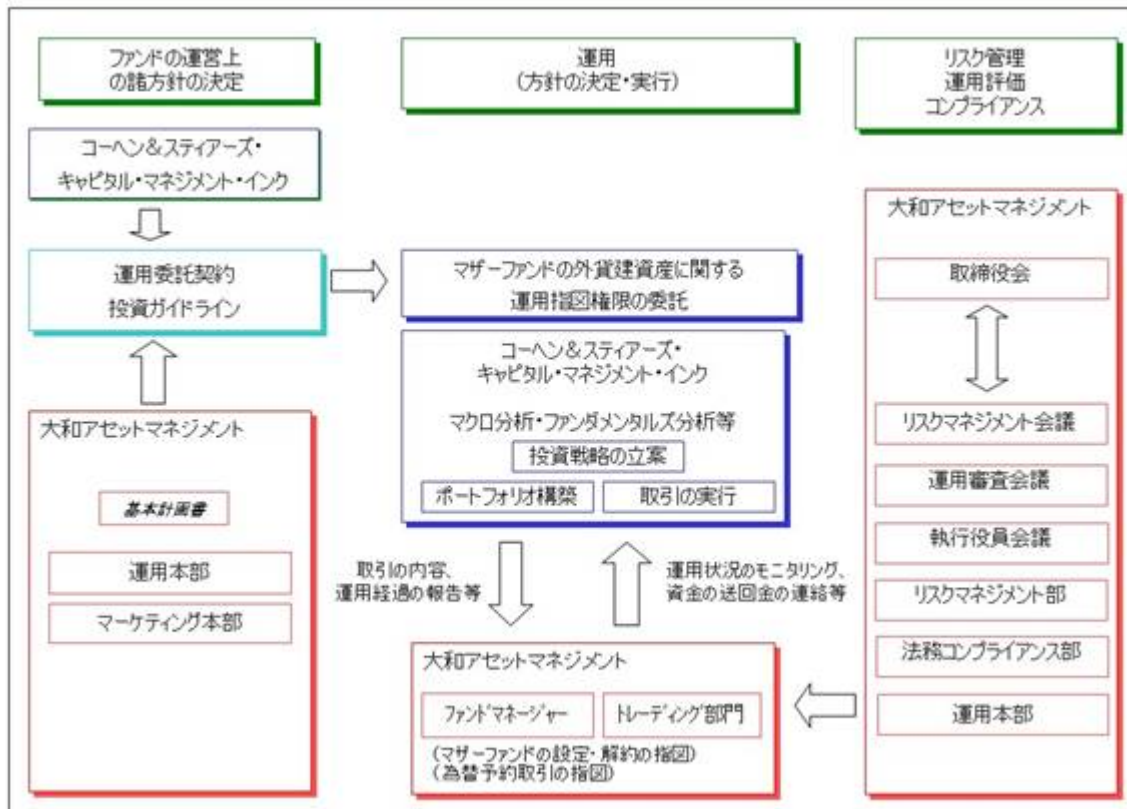 ファンドの運営上
の諸方針の決定
運用
(方針の決定・実行)
リスク管理
運用評価
コンプライアンス
コーヘン&スティアーズ・
キャピタル・マネジメント・インク
運用委託契約
投資ガイドライン
大和アセットマネジメント
基本計画書
運用本部
マーケティング本部
マザーファンドの外貨建資産に関する
運用指図権限の委託
コーヘン&スティアーズ・
キャピタル・マネジメント・インク
マクロ分析・ファンダメンタルズ分析等
投資戦略の立案
ポートフォリオ構築
取引の実行
取引の内容、
運用経過の報告等
運用状況のモニタリング、
資金の送回金の連絡等
大和アセットマネジメント
ファンドマネージャー
トレーディング部門
(マザーファンドの設定・解約の指図)
(為替予約取引の指図)
大和アセットマネジメント
取締役会
リスクマネジメント会議
運用審査会議
執行役員会議
リスクマネジメント部
法務コンプライアンス部
運用本部